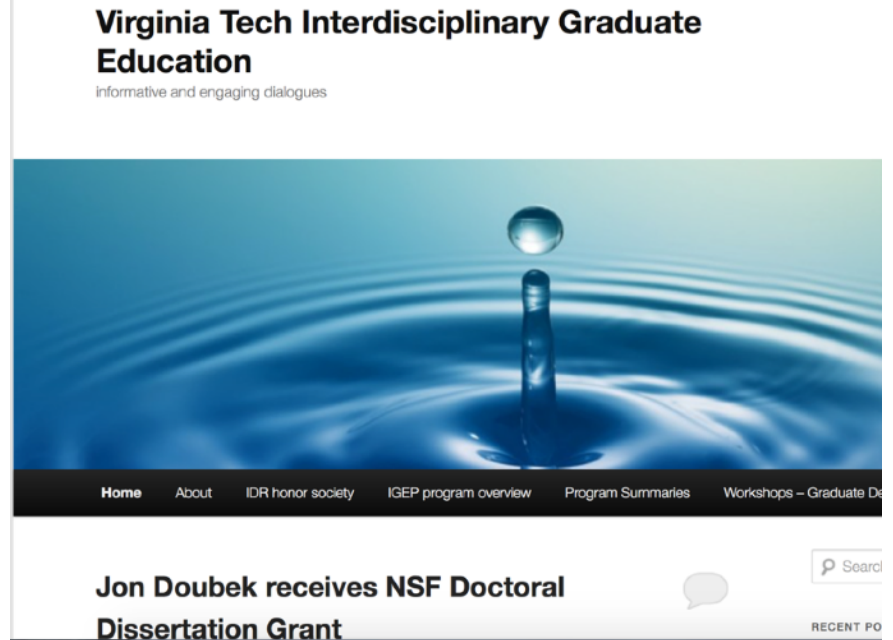 Virginia Tech Interdisciplinary Graduate
Education
informative and engaging dialogues
Home About IDR honor society IGEP program overview Program Summaries Workshops – Graduate De
Jon Doubek receives NSF Doctoral
Search
Dissertation Grant
RECENT PO